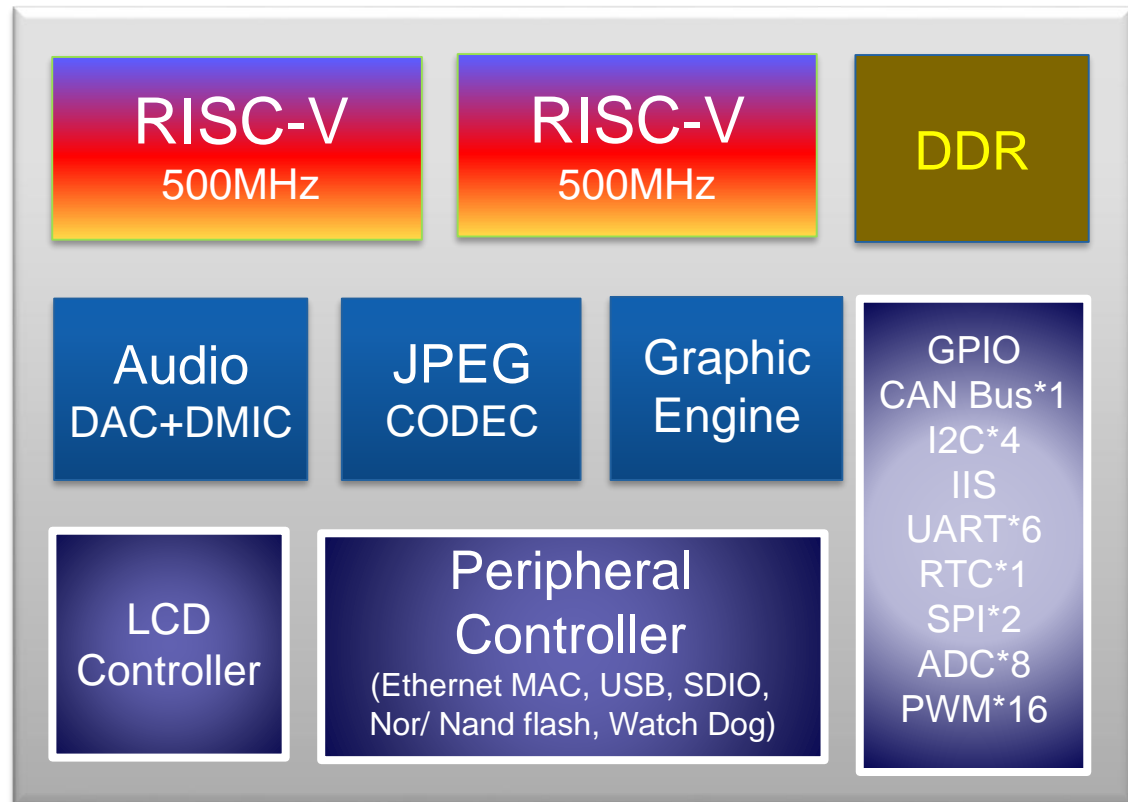 RISC-V
500MHz
RISC-V
500MHz
DDR
Audio
DAC+DMIC
JPEG
CODEC
Graphic
Engine
GPIO
CAN Bus*1
I2C*4
IIS
UART*6
RTC*1
SPI*2
ADC*8
PWM*16
LCD
Controller
Peripheral
Controller
(Ethernet MAC, USB, SDIO,
Nor/ Nand flash, Watch Dog)